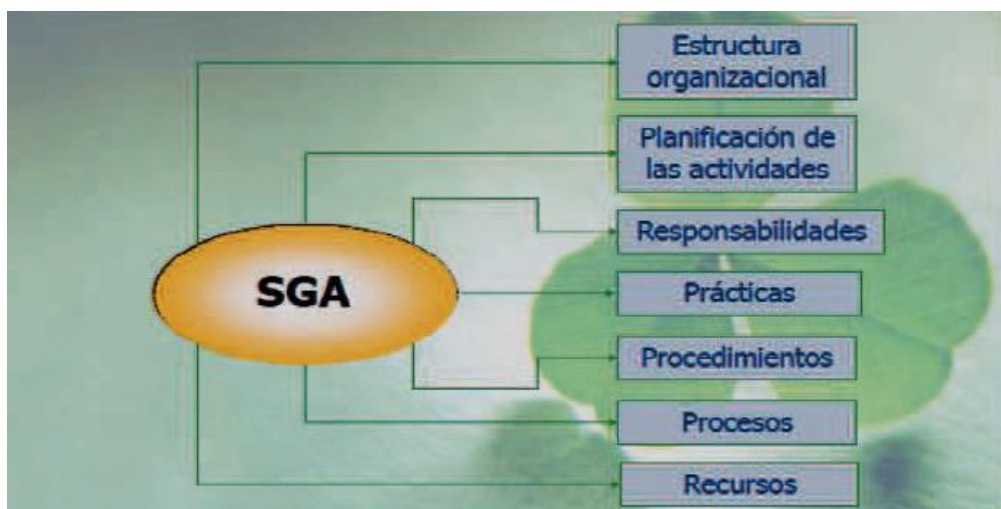 Estructura
organizacional
Planificación de
las actividades
Responsabilidades
SGA
Prácticas
Procedimientos
Procesos
Recursos